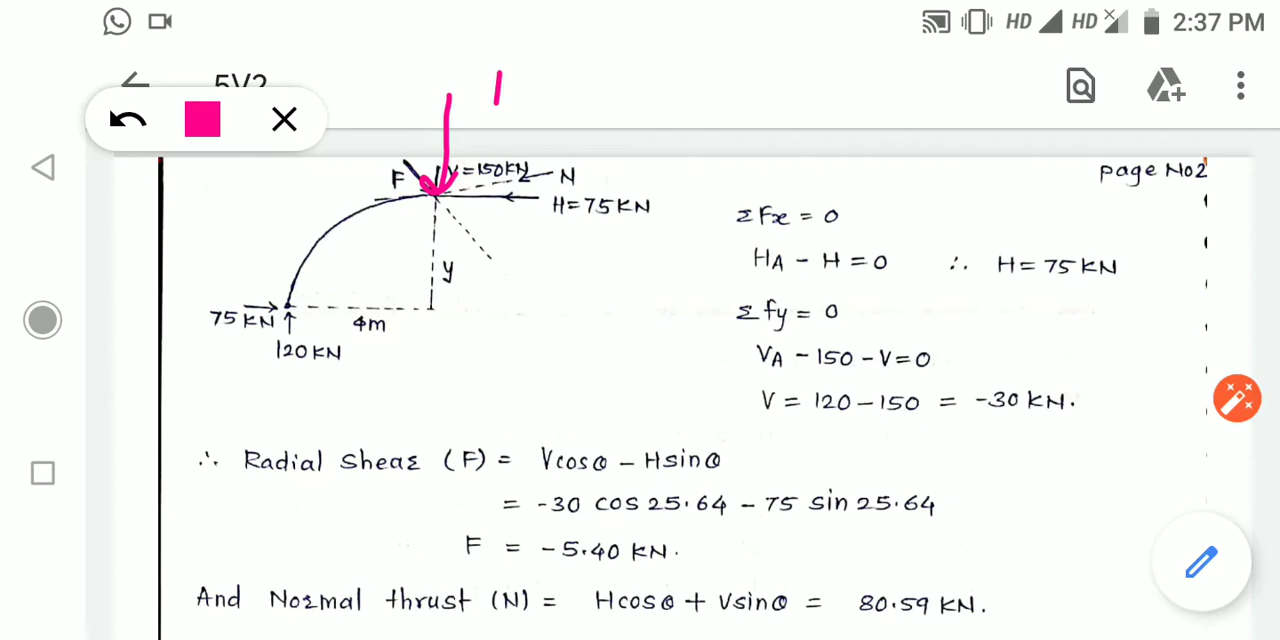 HD HD 2:37 PM
5V2
page No2
F V=150KN N
H=75KN
y
75 KN 4m
120KN
ΣFx = 0
HA - H = 0 ∴ H = 75KN
Σfy = 0
VA - 150 - V = 0
V = 120 - 150 = -30 KN.
∴ Radial Shear (F) = Vcosθ - Hsinθ
= -30 cos 25.64 - 75 sin 25.64
F = -5.40 KN.
And Normal thrust (N) = Hcosθ + Vsinθ = 80.59 KN.